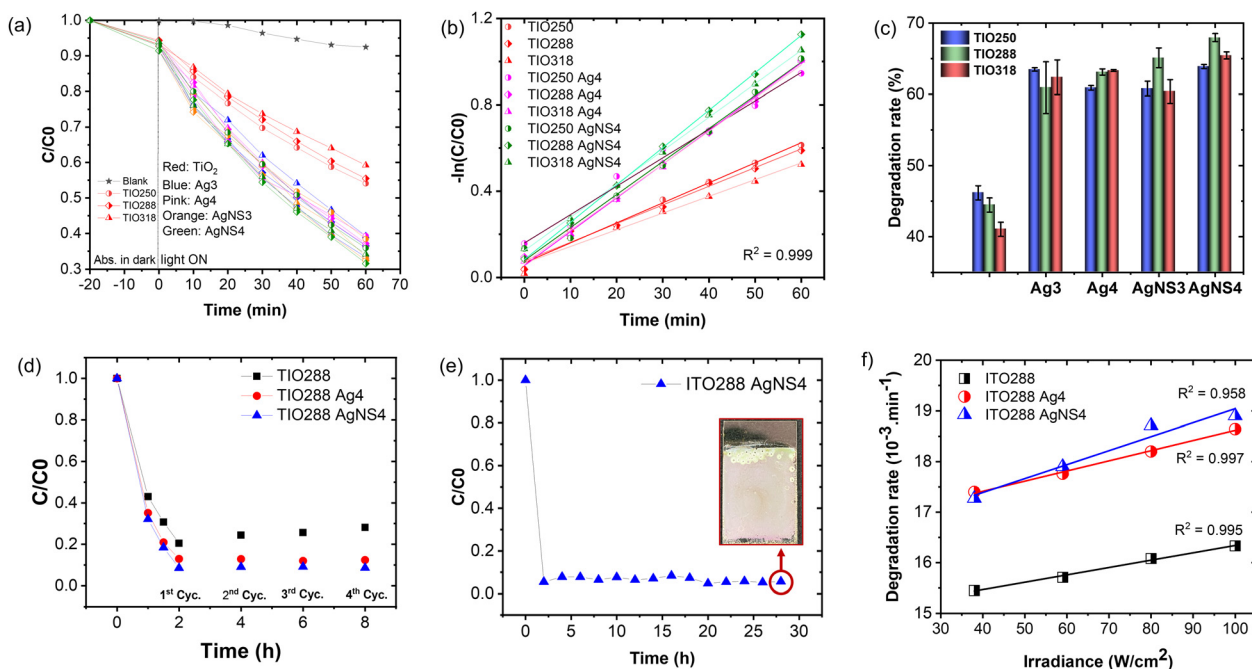 (a)
1.0
0.9
0.8
0.7
0.6
0.5
0.4
0.3
C/C0
Blank
TIO250
TIO288
TIO318
Red: TiO2
Blue: Ag3
Pink: Ag4
Orange: AgNS3
Green: AgNS4
Abs. in dark
light ON
-20 -10 0 10 20 30 40 50 60 70
Time (min)
(b)
1.2
0.8
0.4
0.0
-ln(C/C0)
TIO250
TIO288
TIO318
TIO250 Ag4
TIO288 Ag4
TIO318 Ag4
TIO250 AgNS4
TIO288 AgNS4
TIO318 AgNS4
R² = 0.999
0 10 20 30 40 50 60
Time (min)
(c)
TIO250
TIO288
TIO318
60
50
40
Degradation rate (%)
Ag3 Ag4 AgNS3 AgNS4
(d)
1.0
0.8
0.6
0.4
0.2
0.0
C/C0
TIO288
TIO288 Ag4
TIO288 AgNS4
1st Cyc. 2nd Cyc. 3rd Cyc. 4th Cyc.
0 2 4 6 8
Time (h)
(e)
1.0
0.8
0.6
0.4
0.2
0.0
C/C0
ITO288 AgNS4
0 5 10 15 20 25 30
Time (h)
f)
20
19
18
17
16
15
Degradation rate (10⁻³.min⁻¹)
ITO288
ITO288 Ag4
ITO288 AgNS4
R² = 0.958
R² = 0.997
R² = 0.995
30 40 50 60 70 80 90 100
Irradiance (W/cm²)